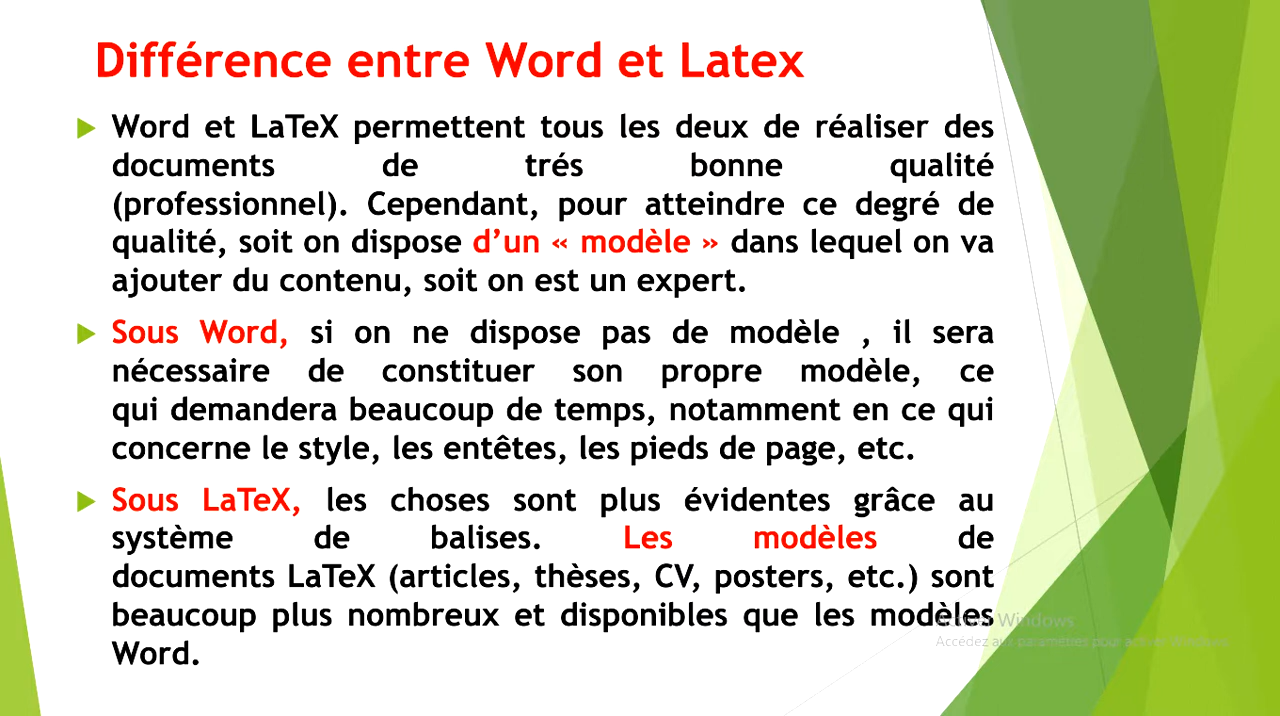 Différence entre Word et Latex
Word et LaTeX permettent tous les deux de réaliser des
documents de trés bonne qualité
(professionnel). Cependant, pour atteindre ce degré de
qualité, soit on dispose d’un « modèle » dans lequel on va
ajouter du contenu, soit on est un expert.
Sous Word, si on ne dispose pas de modèle , il sera
nécessaire de constituer son propre modèle, ce
qui demandera beaucoup de temps, notamment en ce qui
concerne le style, les entêtes, les pieds de page, etc.
Sous LaTeX, les choses sont plus évidentes grâce au
système de balises. Les modèles de
documents LaTeX (articles, thèses, CV, posters, etc.) sont
beaucoup plus nombreux et disponibles que les modèles
Word.
Activer Windows
Accédez aux paramètres pour activer Windows.